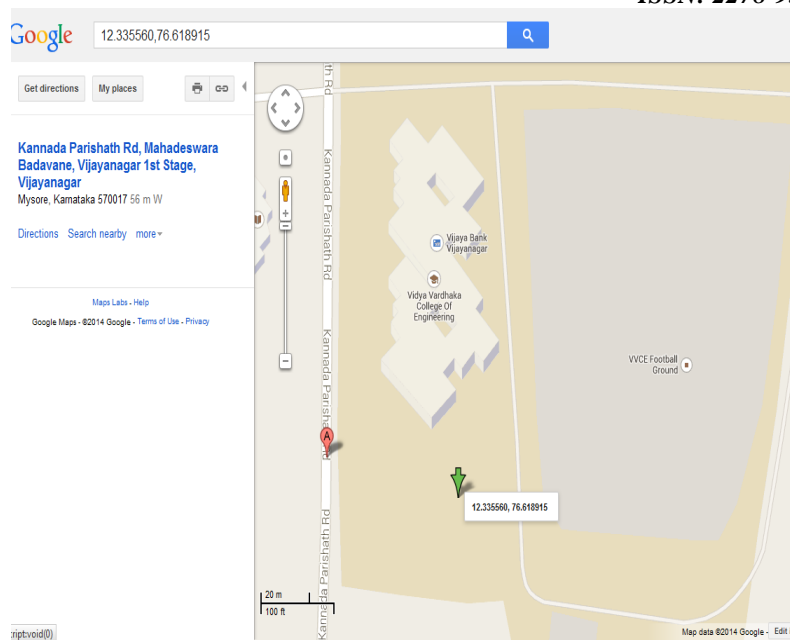 Google
12.335560,76.618915
Get directions
My places
Kannada Parishath Rd, Mahadeswara
Badavane, Vijayanagar 1st Stage,
Vijayanagar
Mysore, Karnataka 570017 56 m W
Directions Search nearby more
Maps Labs - Help
Google Maps - ©2014 Google - Terms of Use - Privacy
th Rd
Kannada Parishath Rd
Kannada Parishath Rd
Kannada Parishath Rd
Vijaya Bank
Vijayanagar
Vidya Vardhaka
College Of
Engineering
VVCE Football
Ground
A
12.335560, 76.618915
20 m
100 ft
ript:void(0)
Map data ©2014 Google - Edit